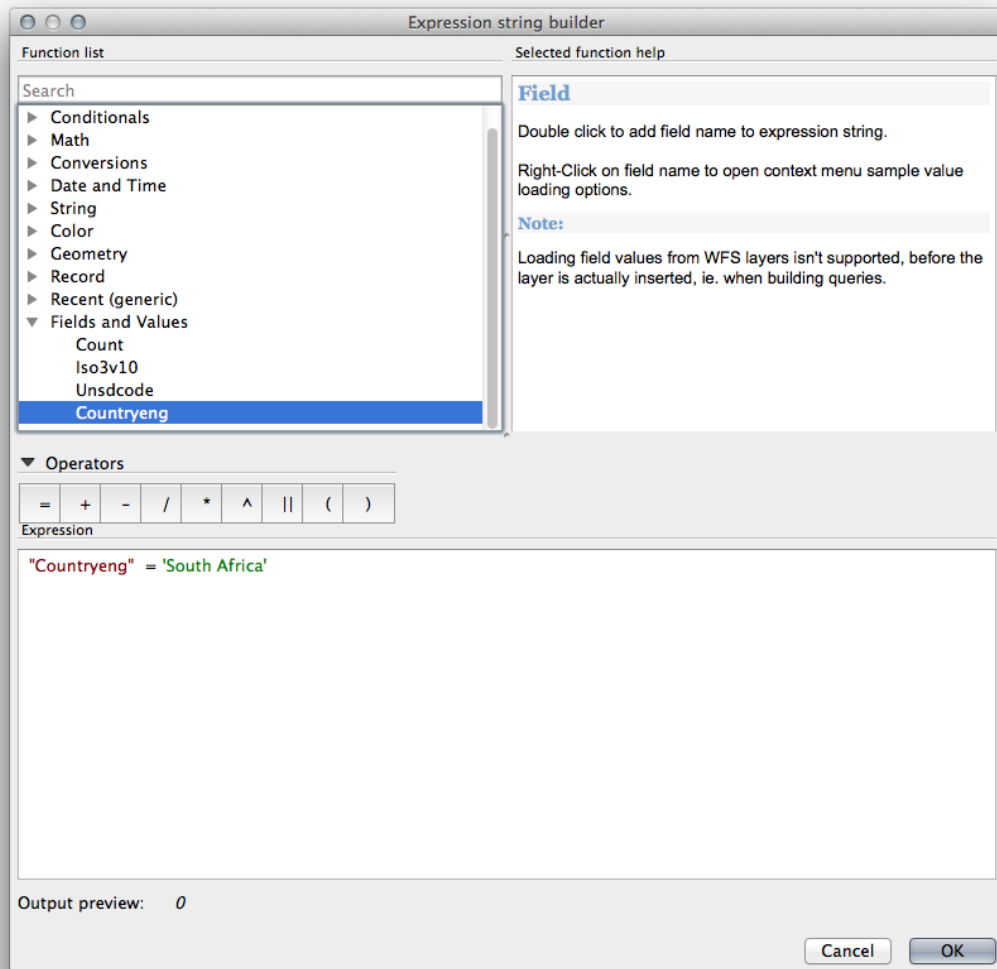 Expression string builder
Function list
Selected function help
Search
Conditionals
Math
Conversions
Date and Time
String
Color
Geometry
Record
Recent (generic)
Fields and Values
Count
Iso3v10
Unsdcode
Countryeng
Field
Double click to add field name to expression string.
Right-Click on field name to open context menu sample value
loading options.
Note:
Loading field values from WFS layers isn't supported, before the
layer is actually inserted, ie. when building queries.
Operators
= + - / * ^ || ( )
Expression
"Countryeng" = 'South Africa'
Output preview: 0
Cancel OK